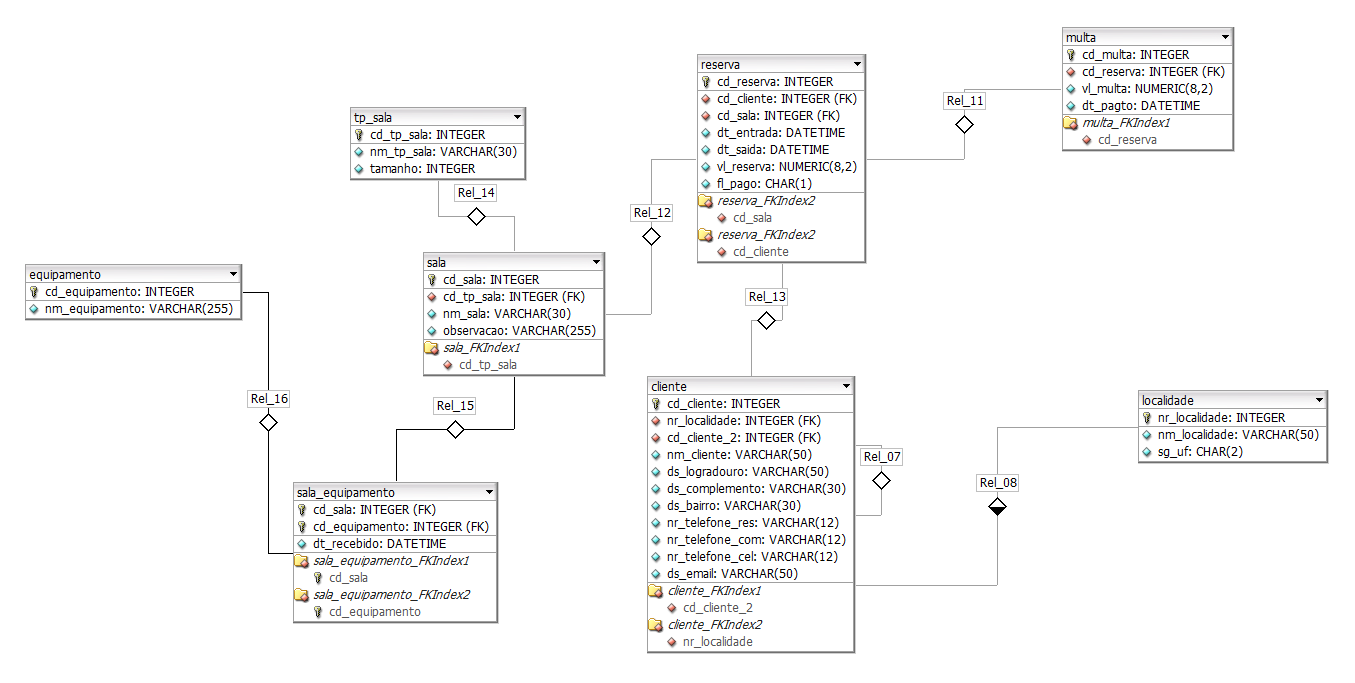 multa
cd_multa: INTEGER
cd_reserva: INTEGER (FK)
vl_multa: NUMERIC(8,2)
dt_pagto: DATETIME
multa_FKIndex1
cd_reserva
Rel_11
reserva
cd_reserva: INTEGER
cd_cliente: INTEGER (FK)
cd_sala: INTEGER (FK)
dt_entrada: DATETIME
dt_saida: DATETIME
vl_reserva: NUMERIC(8,2)
fl_pago: CHAR(1)
reserva_FKIndex2
cd_sala
reserva_FKIndex2
cd_cliente
tp_sala
cd_tp_sala: INTEGER
nm_tp_sala: VARCHAR(30)
tamanho: INTEGER
Rel_14
Rel_12
sala
cd_sala: INTEGER
cd_tp_sala: INTEGER (FK)
nm_sala: VARCHAR(30)
observacao: VARCHAR(255)
sala_FKIndex1
cd_tp_sala
equipamento
cd_equipamento: INTEGER
nm_equipamento: VARCHAR(255)
Rel_13
Rel_16
Rel_15
cliente
cd_cliente: INTEGER
nr_localidade: INTEGER (FK)
cd_cliente_2: INTEGER (FK)
nm_cliente: VARCHAR(50)
ds_logradouro: VARCHAR(50)
ds_complemento: VARCHAR(30)
ds_bairro: VARCHAR(30)
nr_telefone_res: VARCHAR(12)
nr_telefone_com: VARCHAR(12)
nr_telefone_cel: VARCHAR(12)
ds_email: VARCHAR(50)
cliente_FKIndex1
cd_cliente_2
cliente_FKIndex2
nr_localidade
Rel_07
Rel_08
localidade
nr_localidade: INTEGER
nm_localidade: VARCHAR(50)
sg_uf: CHAR(2)
sala_equipamento
cd_sala: INTEGER (FK)
cd_equipamento: INTEGER (FK)
dt_recebido: DATETIME
sala_equipamento_FKIndex1
cd_sala
sala_equipamento_FKIndex2
cd_equipamento